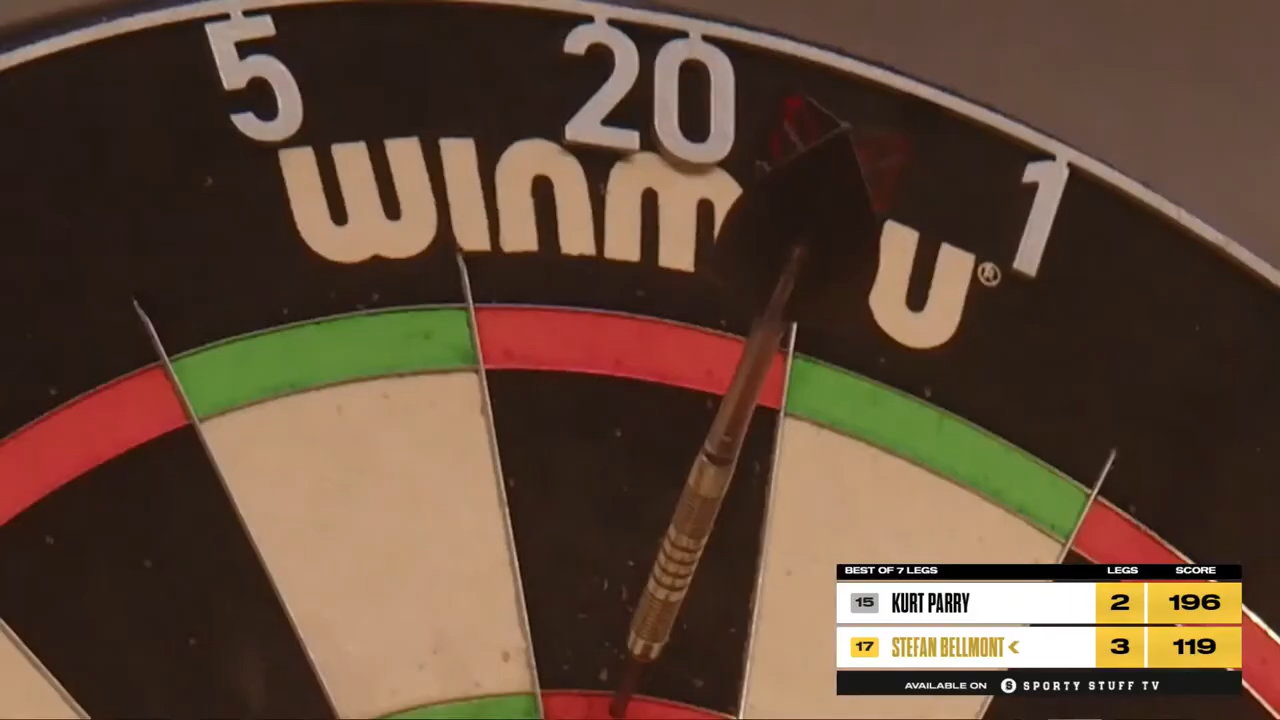 5 20 1
winm u®
BEST OF 7 LEGS LEGS SCORE
15 KURT PARRY 2 196
17 STEFAN BELLMONT 3 119
AVAILABLE ON S SPORTY STUFF TV